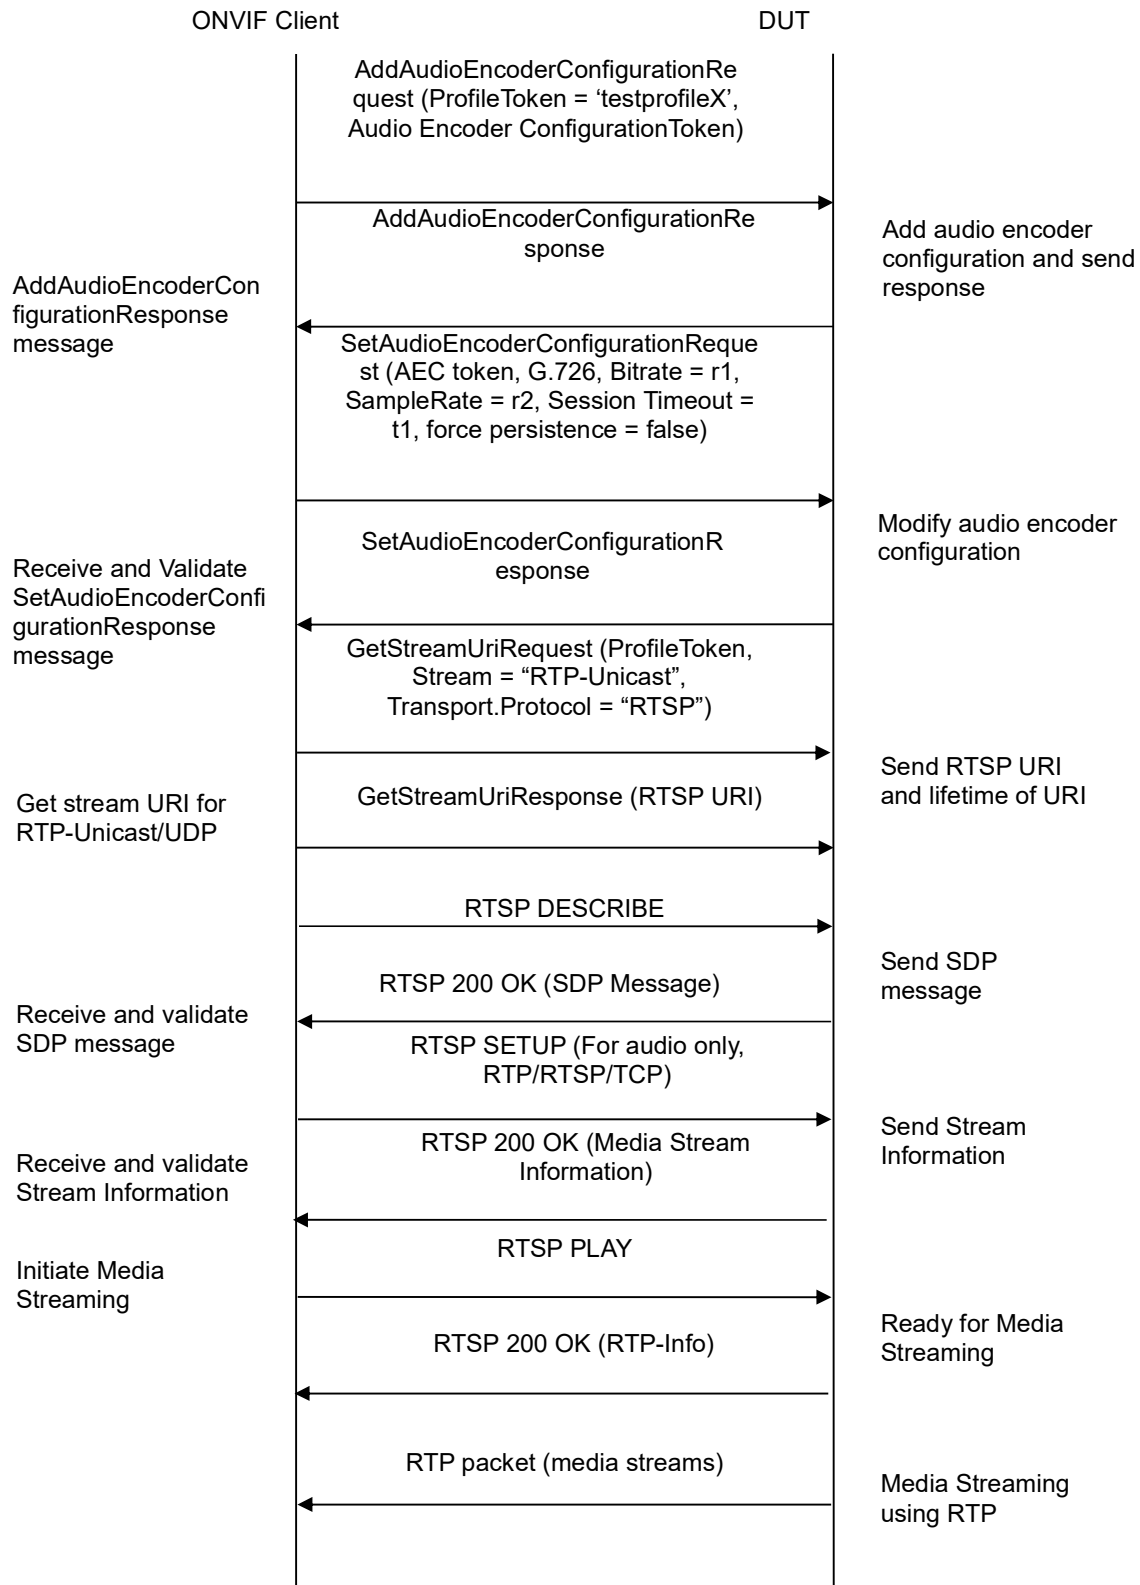 ONVIF Client
DUT
AddAudioEncoderConfigurationRe
quest (ProfileToken = ‘testprofileX’,
Audio Encoder ConfigurationToken)
AddAudioEncoderConfigurationRe
sponse
Add audio encoder
configuration and send
response
AddAudioEncoderCon
figurationResponse
message
SetAudioEncoderConfigurationReque
st (AEC token, G.726, Bitrate = r1,
SampleRate = r2, Session Timeout =
t1, force persistence = false)
Modify audio encoder
configuration
SetAudioEncoderConfigurationR
esponse
Receive and Validate
SetAudioEncoderConfi
gurationResponse
message
GetStreamUriRequest (ProfileToken,
Stream = “RTP-Unicast”,
Transport.Protocol = “RTSP”)
Send RTSP URI
and lifetime of URI
GetStreamUriResponse (RTSP URI)
Get stream URI for
RTP-Unicast/UDP
RTSP DESCRIBE
Send SDP
message
RTSP 200 OK (SDP Message)
Receive and validate
SDP message
RTSP SETUP (For audio only,
RTP/RTSP/TCP)
Send Stream
Information
RTSP 200 OK (Media Stream
Information)
Receive and validate
Stream Information
RTSP PLAY
Initiate Media
Streaming
Ready for Media
Streaming
RTSP 200 OK (RTP-Info)
RTP packet (media streams)
Media Streaming
using RTP